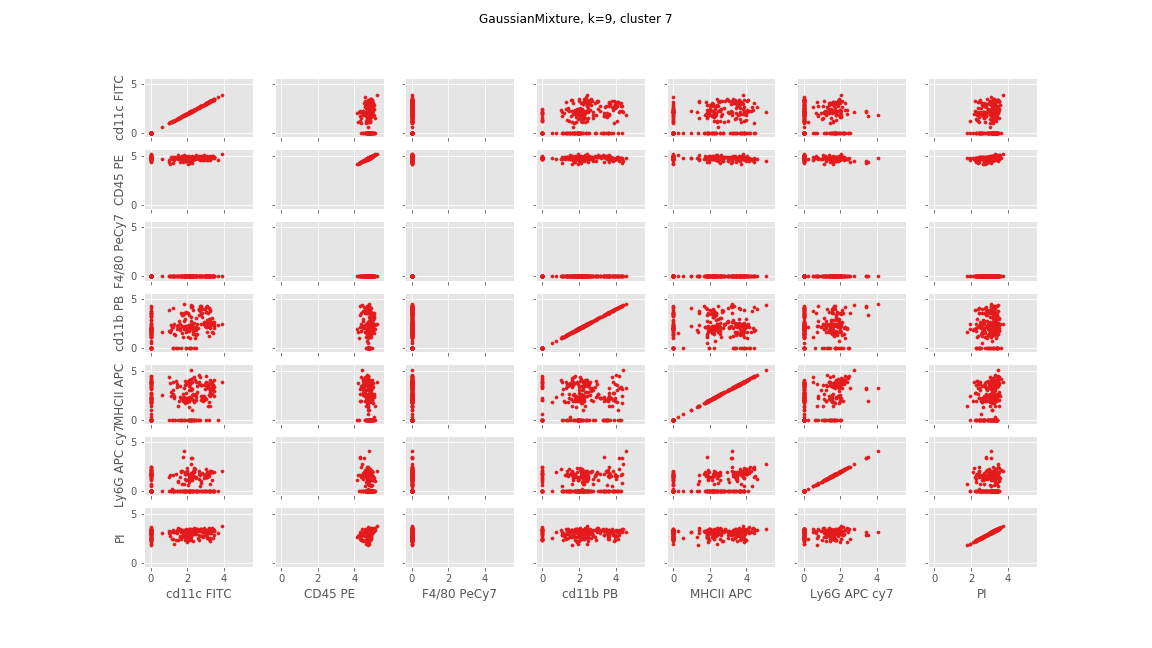 GaussianMixture, k=9, cluster 7
cd11c FITC
5
0
CD45 PE
5
0
F4/80 PeCy7
5
0
cd11b PB
5
0
MHCII APC
5
0
Ly6G APC cy7
5
0
PI
5
0
0 2 4 0 2 4 0 2 4 0 2 4 0 2 4 0 2 4 0 2 4
cd11c FITC CD45 PE F4/80 PeCy7 cd11b PB MHCII APC Ly6G APC cy7 PI